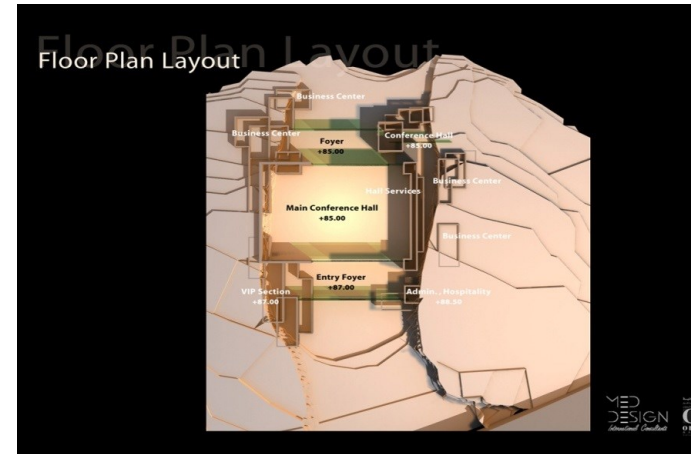 Floor Plan Layout
Floor Plan Layout
Business Center
Business Center
Foyer
+85.00
Conference Hall
+85.00
Business Center
Hall Services
Main Conference Hall
+85.00
Business Center
Entry Foyer
+87.00
VIP Section
+87.00
Admin., Hospitality
+88.50
MED
DESIGN
International Consultants